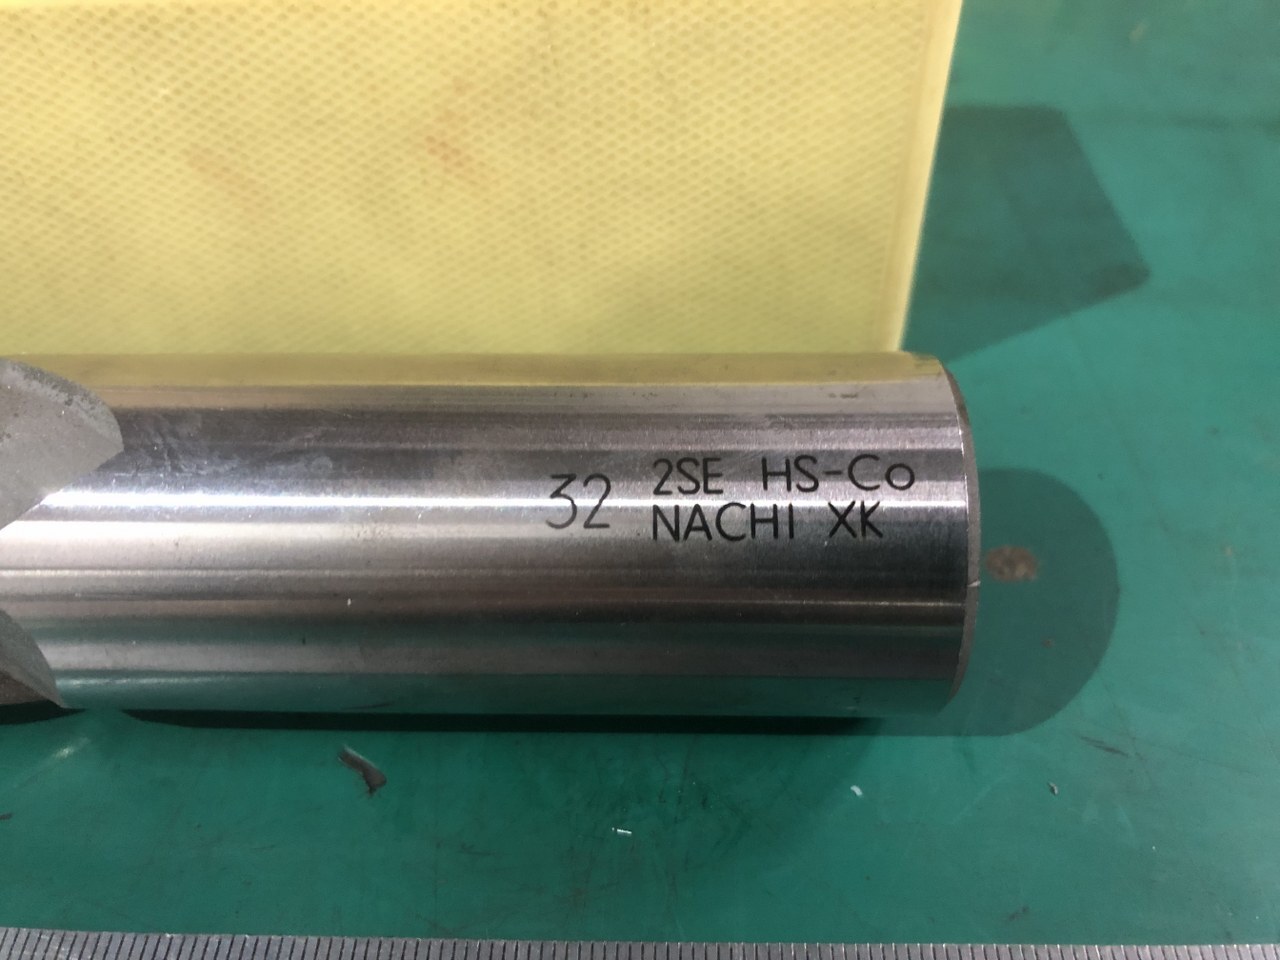 32
2SE HS-Co
NACHI XK